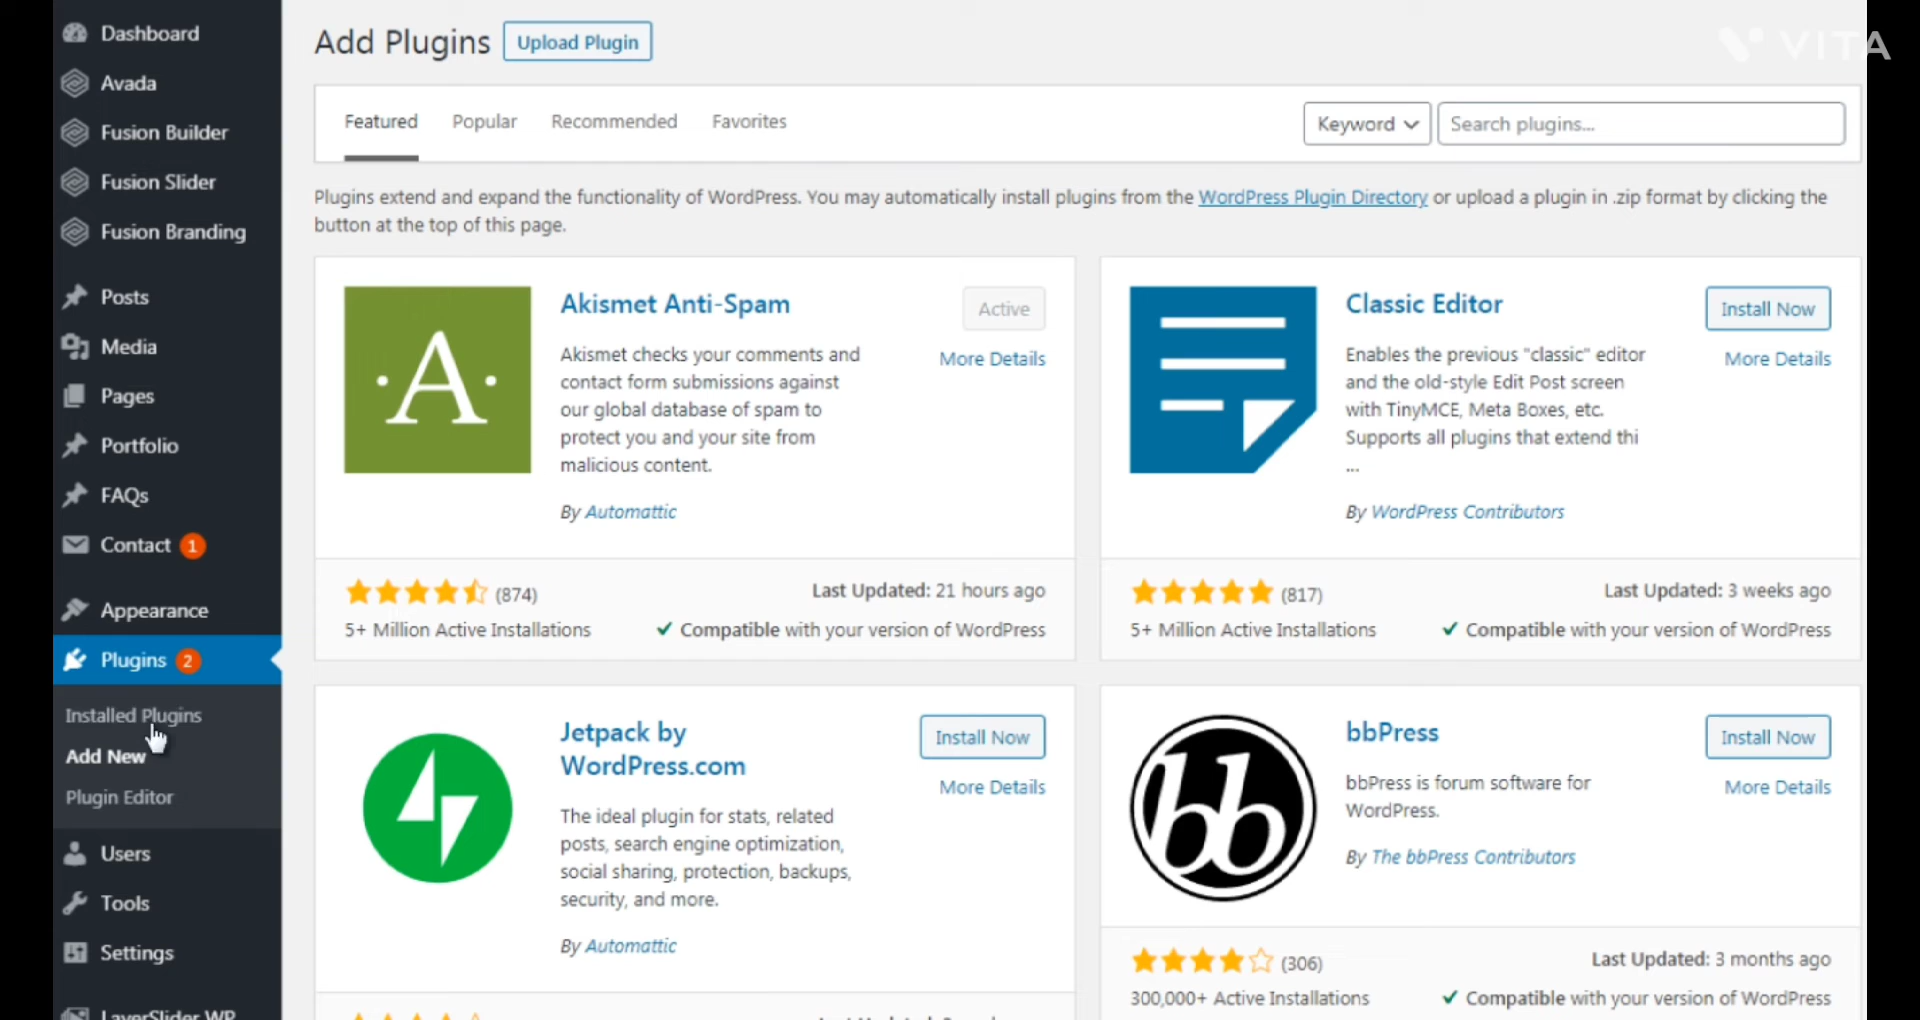 Dashboard
Avada
Fusion Builder
Fusion Slider
Fusion Branding
Posts
Media
Pages
Portfolio
FAQs
Contact 1
Appearance
Plugins 2
Installed Plugins
Add New
Plugin Editor
Users
Tools
Settings
LayerSlider WP
Add Plugins Upload Plugin
VITA
Featured Popular Recommended Favorites Keyword Search plugins...
Plugins extend and expand the functionality of WordPress. You may automatically install plugins from the WordPress Plugin Directory or upload a plugin in .zip format by clicking the
button at the top of this page.
A
Akismet Anti-Spam
Active
More Details
Akismet checks your comments and
contact form submissions against
our global database of spam to
protect you and your site from
malicious content.
By Automattic
(874) Last Updated: 21 hours ago
5+ Million Active Installations Compatible with your version of WordPress
Classic Editor
Install Now
More Details
Enables the previous "classic" editor
and the old-style Edit Post screen
with TinyMCE, Meta Boxes, etc.
Supports all plugins that extend thi
...
By WordPress Contributors
(817) Last Updated: 3 weeks ago
5+ Million Active Installations Compatible with your version of WordPress
Jetpack by
WordPress.com
Install Now
More Details
The ideal plugin for stats, related
posts, search engine optimization,
social sharing, protection, backups,
security, and more.
By Automattic
bb
bbPress
Install Now
More Details
bbPress is forum software for
WordPress.
By The bbPress Contributors
(306) Last Updated: 3 months ago
300,000+ Active Installations Compatible with your version of WordPress